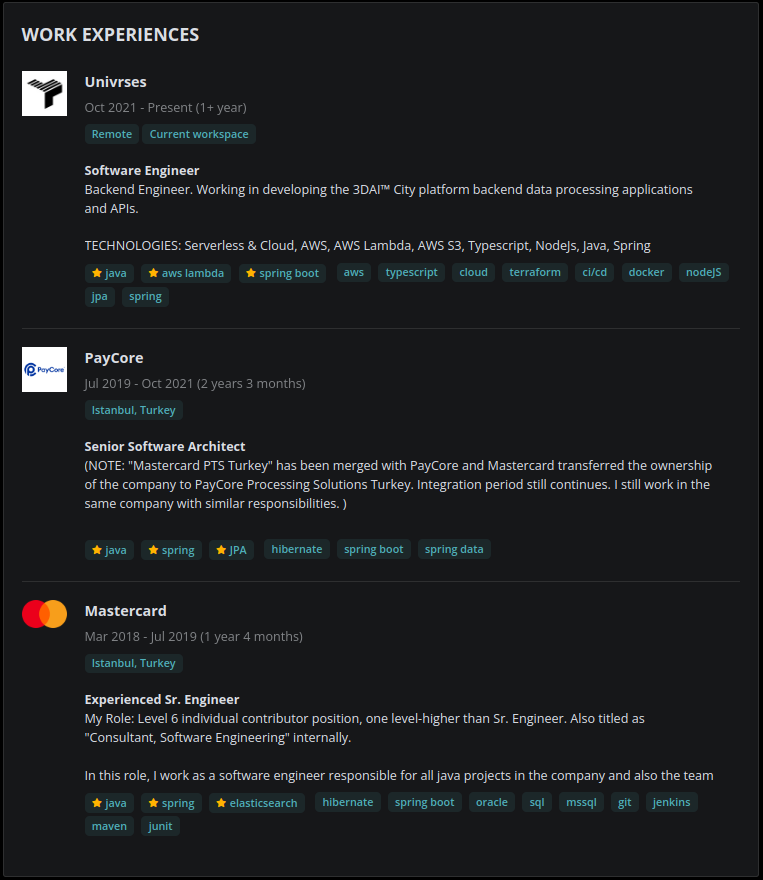 WORK EXPERIENCES
Univrses
Oct 2021 - Present (1+ year)
Remote Current workspace
Software Engineer
Backend Engineer. Working in developing the 3DAI™ City platform backend data processing applications
and APIs.
TECHNOLOGIES: Serverless & Cloud, AWS, AWS Lambda, AWS S3, Typescript, NodeJs, Java, Spring
java aws lambda spring boot aws typescript cloud terraform ci/cd docker nodeJS
jpa spring
PayCore
PayCore
Jul 2019 - Oct 2021 (2 years 3 months)
Istanbul, Turkey
Senior Software Architect
(NOTE: "Mastercard PTS Turkey" has been merged with PayCore and Mastercard transferred the ownership
of the company to PayCore Processing Solutions Turkey. Integration period still continues. I still work in the
same company with similar responsibilities. )
java spring JPA hibernate spring boot spring data
Mastercard
Mar 2018 - Jul 2019 (1 year 4 months)
Istanbul, Turkey
Experienced Sr. Engineer
My Role: Level 6 individual contributor position, one level-higher than Sr. Engineer. Also titled as
"Consultant, Software Engineering" internally.
In this role, I work as a software engineer responsible for all java projects in the company and also the team
java spring elasticsearch hibernate spring boot oracle sql mssql git jenkins
maven junit